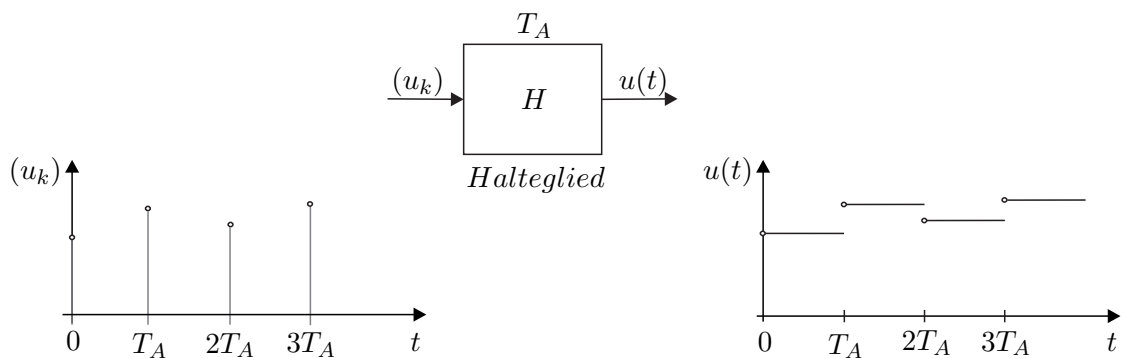 T_A
(u_k)
H
u(t)
Halteglied
(u_k)
0
T_A
2T_A
3T_A
t
u(t)
0
T_A
2T_A
3T_A
t